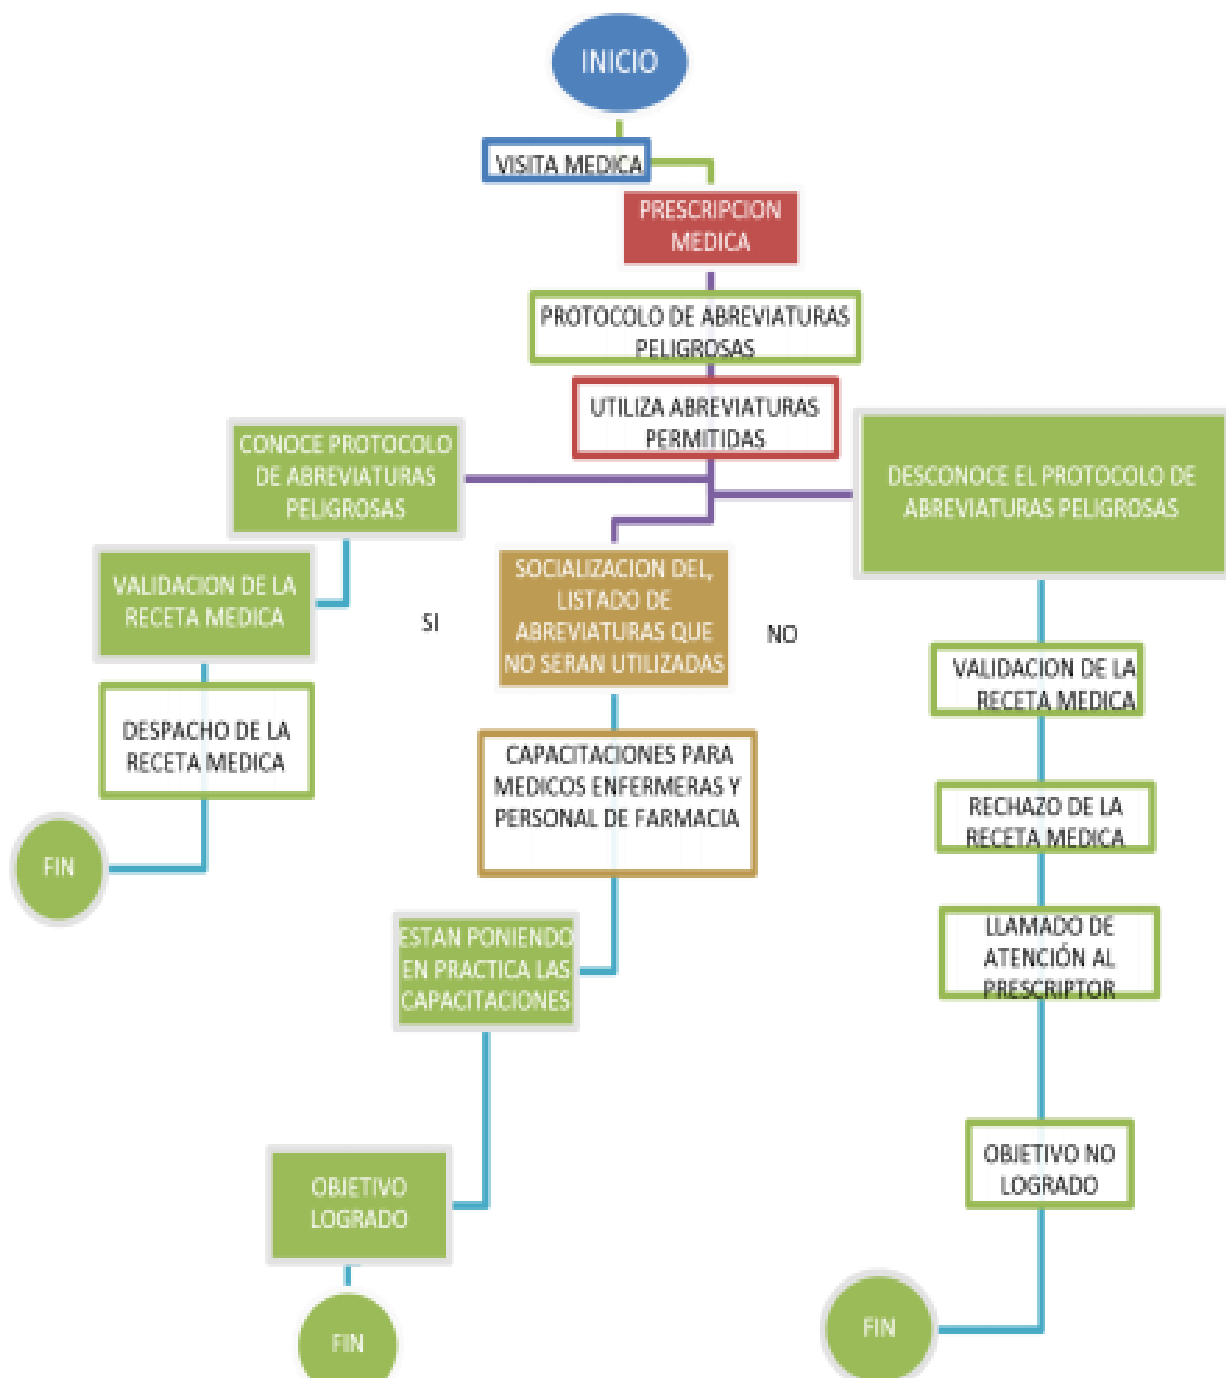 INICIO
VISITA MEDICA
PRESCRIPCION
MEDICA
PROTOCOLO DE ABREVIATURAS
PELIGROSAS
UTILIZA ABREVIATURAS
PERMITIDAS
CONOCE PROTOCOLO
DE ABREVIATURAS
PELIGROSAS
VALIDACION DE LA
RECETA MEDICA
DESPACHO DE LA
RECETA MEDICA
FIN
SI
SOCIALIZACION DEL,
LISTADO DE
ABREVIATURAS QUE
NO SERAN UTILIZADAS
NO
CAPACITACIONES PARA
MEDICOS ENFERMERAS Y
PERSONAL DE FARMACIA
ESTAN PONIENDO
EN PRACTICA LAS
CAPACITACIONES
OBJETIVO
LOGRADO
FIN
DESCONOCE EL PROTOCOLO DE
ABREVIATURAS PELIGROSAS
VALIDACION DE LA
RECETA MEDICA
RECHAZO DE LA
RECETA MEDICA
LLAMADO DE
ATENCIÓN AL
PRESCRIPTOR
OBJETIVO NO
LOGRADO
FIN